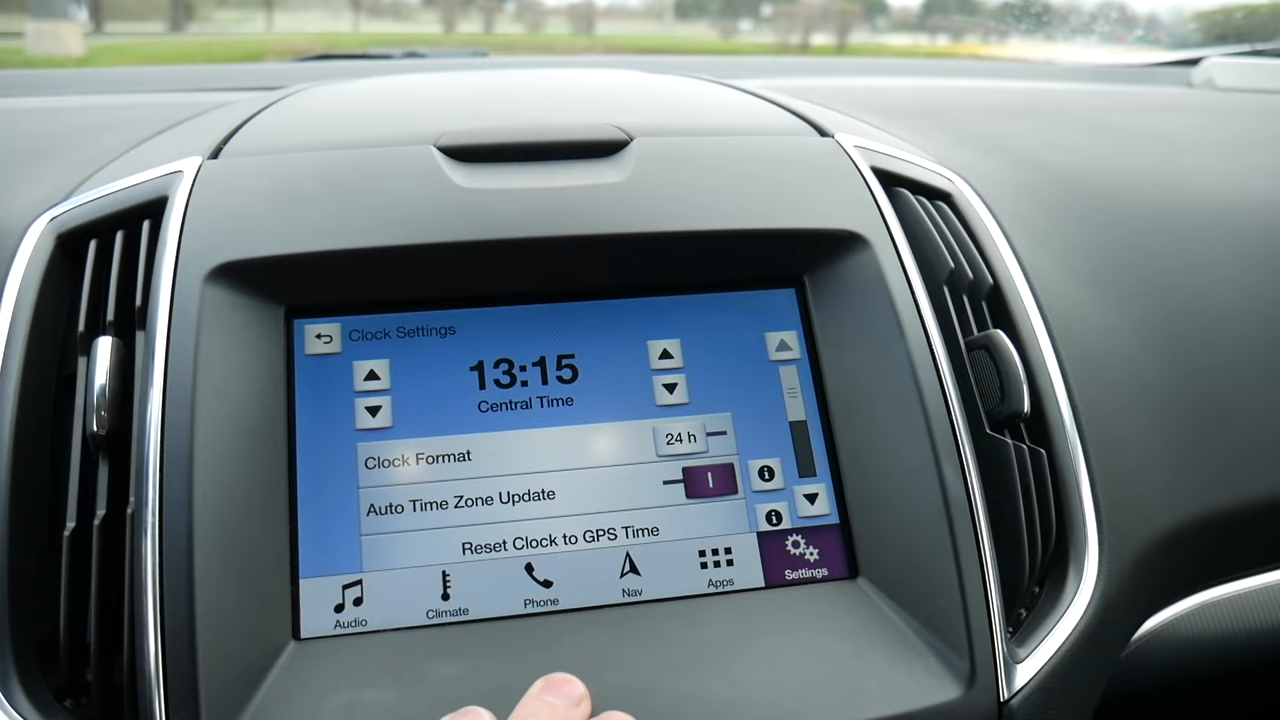 Clock Settings
13:15
Central Time
Clock Format
24 h
Auto Time Zone Update
Reset Clock to GPS Time
Audio
Climate
Phone
Nav
Apps
Settings